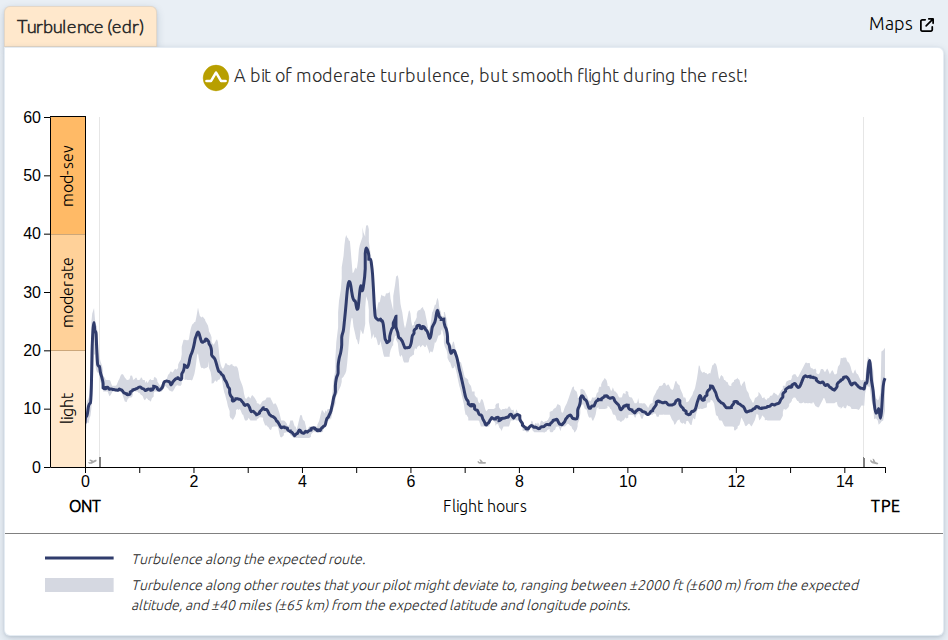 Turbulence (edr)
Maps
A bit of moderate turbulence, but smooth flight during the rest!
60
50
40
30
20
10
0
mod-sev
moderate
light
0 2 4 6 8 10 12 14
ONT Flight hours TPE
Turbulence along the expected route.
Turbulence along other routes that your pilot might deviate to, ranging between ±2000 ft (±600 m) from the expected
altitude, and ±40 miles (±65 km) from the expected latitude and longitude points.